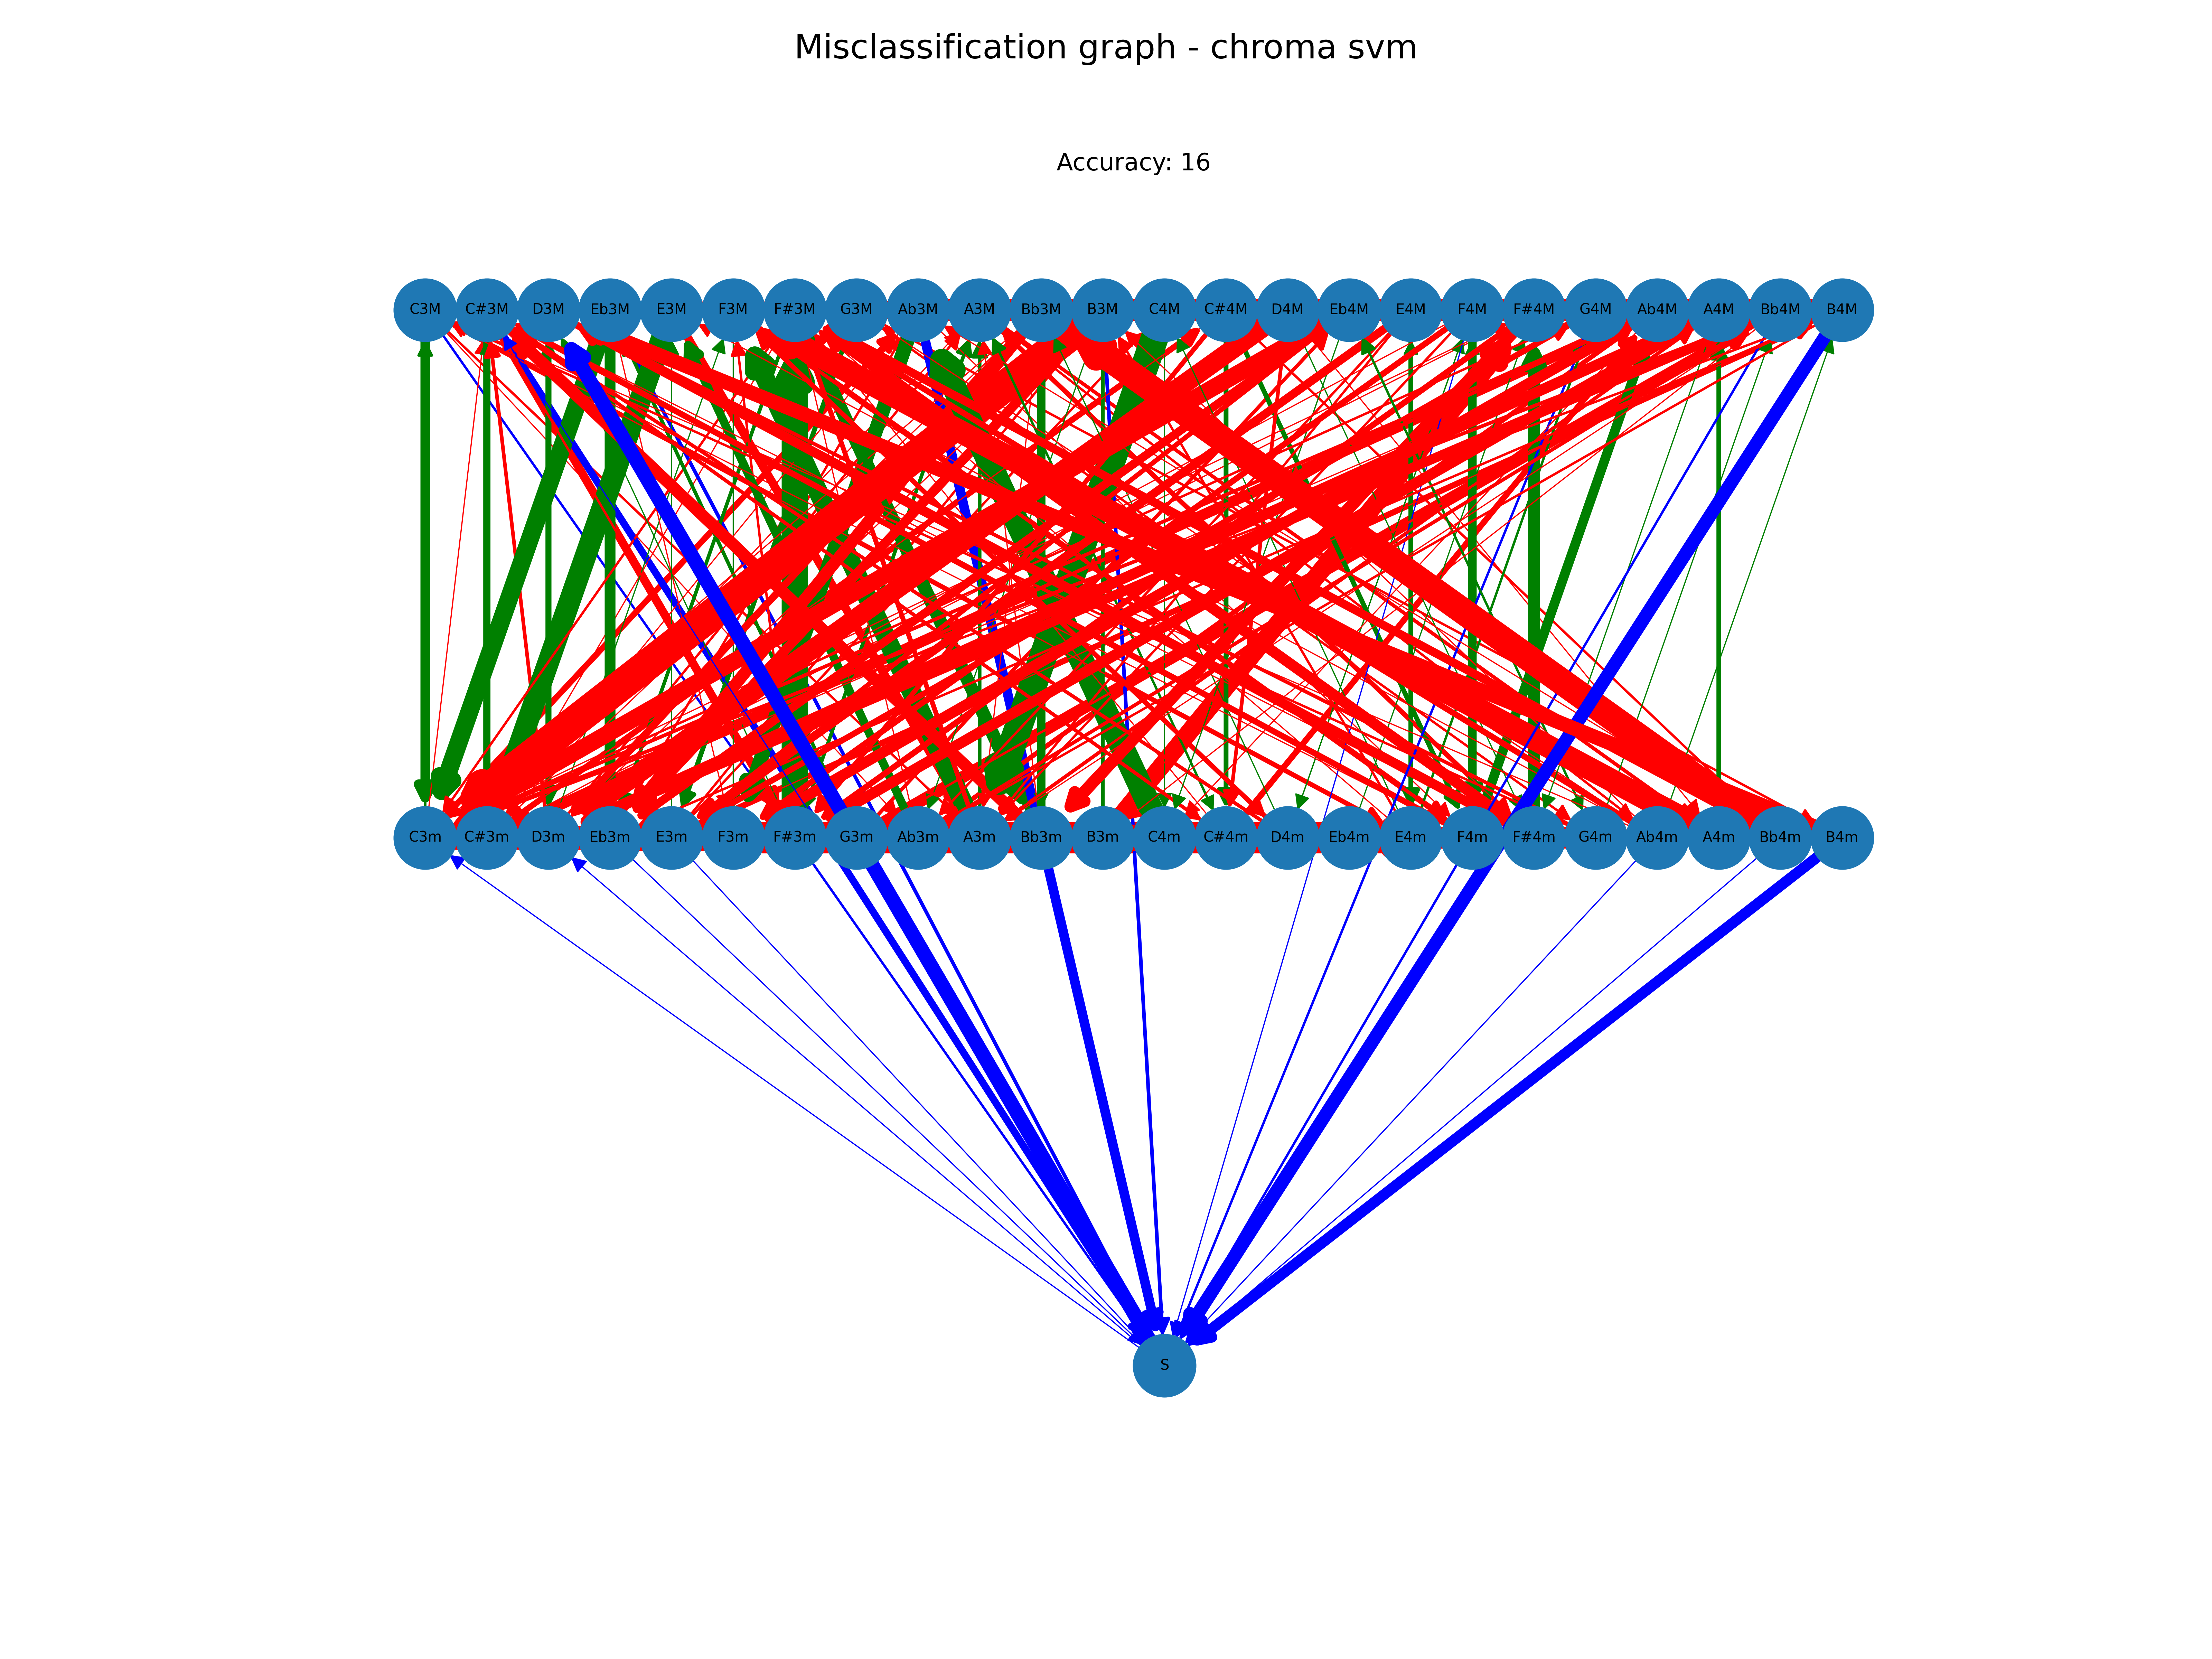 Misclassification graph - chroma svm
Accuracy: 16
C3M C#3M D3M Eb3M E3M F3M F#3M G3M Ab3M A3M Bb3M B3M C4M C#4M D4M Eb4M E4M F4M F#4M G4M Ab4M A4M Bb4M B4M
C3m C#3m D3m Eb3m E3m F3m F#3m G3m Ab3m A3m Bb3m B3m C4m C#4m D4m Eb4m E4m F4m F#4m G4m Ab4m A4m Bb4m B4m
S